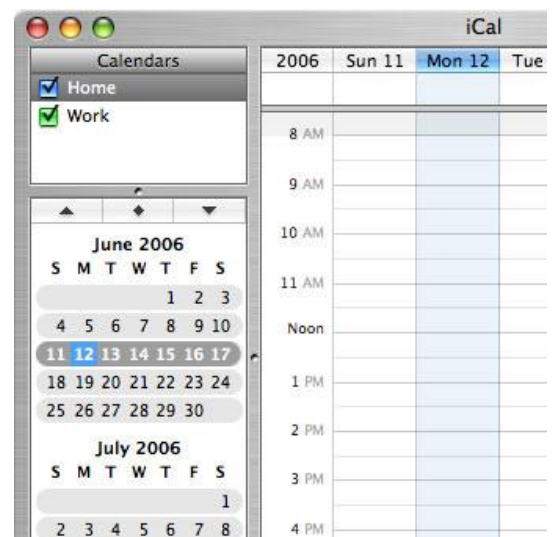 iCal
Calendars
Home
Work
June 2006
S M T W T F S
1 2 3
4 5 6 7 8 9 10
11 12 13 14 15 16 17
18 19 20 21 22 23 24
25 26 27 28 29 30
July 2006
S M T W T F S
1
2 3 4 5 6 7 8
2006 Sun 11 Mon 12 Tue
8 AM
9 AM
10 AM
11 AM
Noon
1 PM
2 PM
3 PM
4 PM